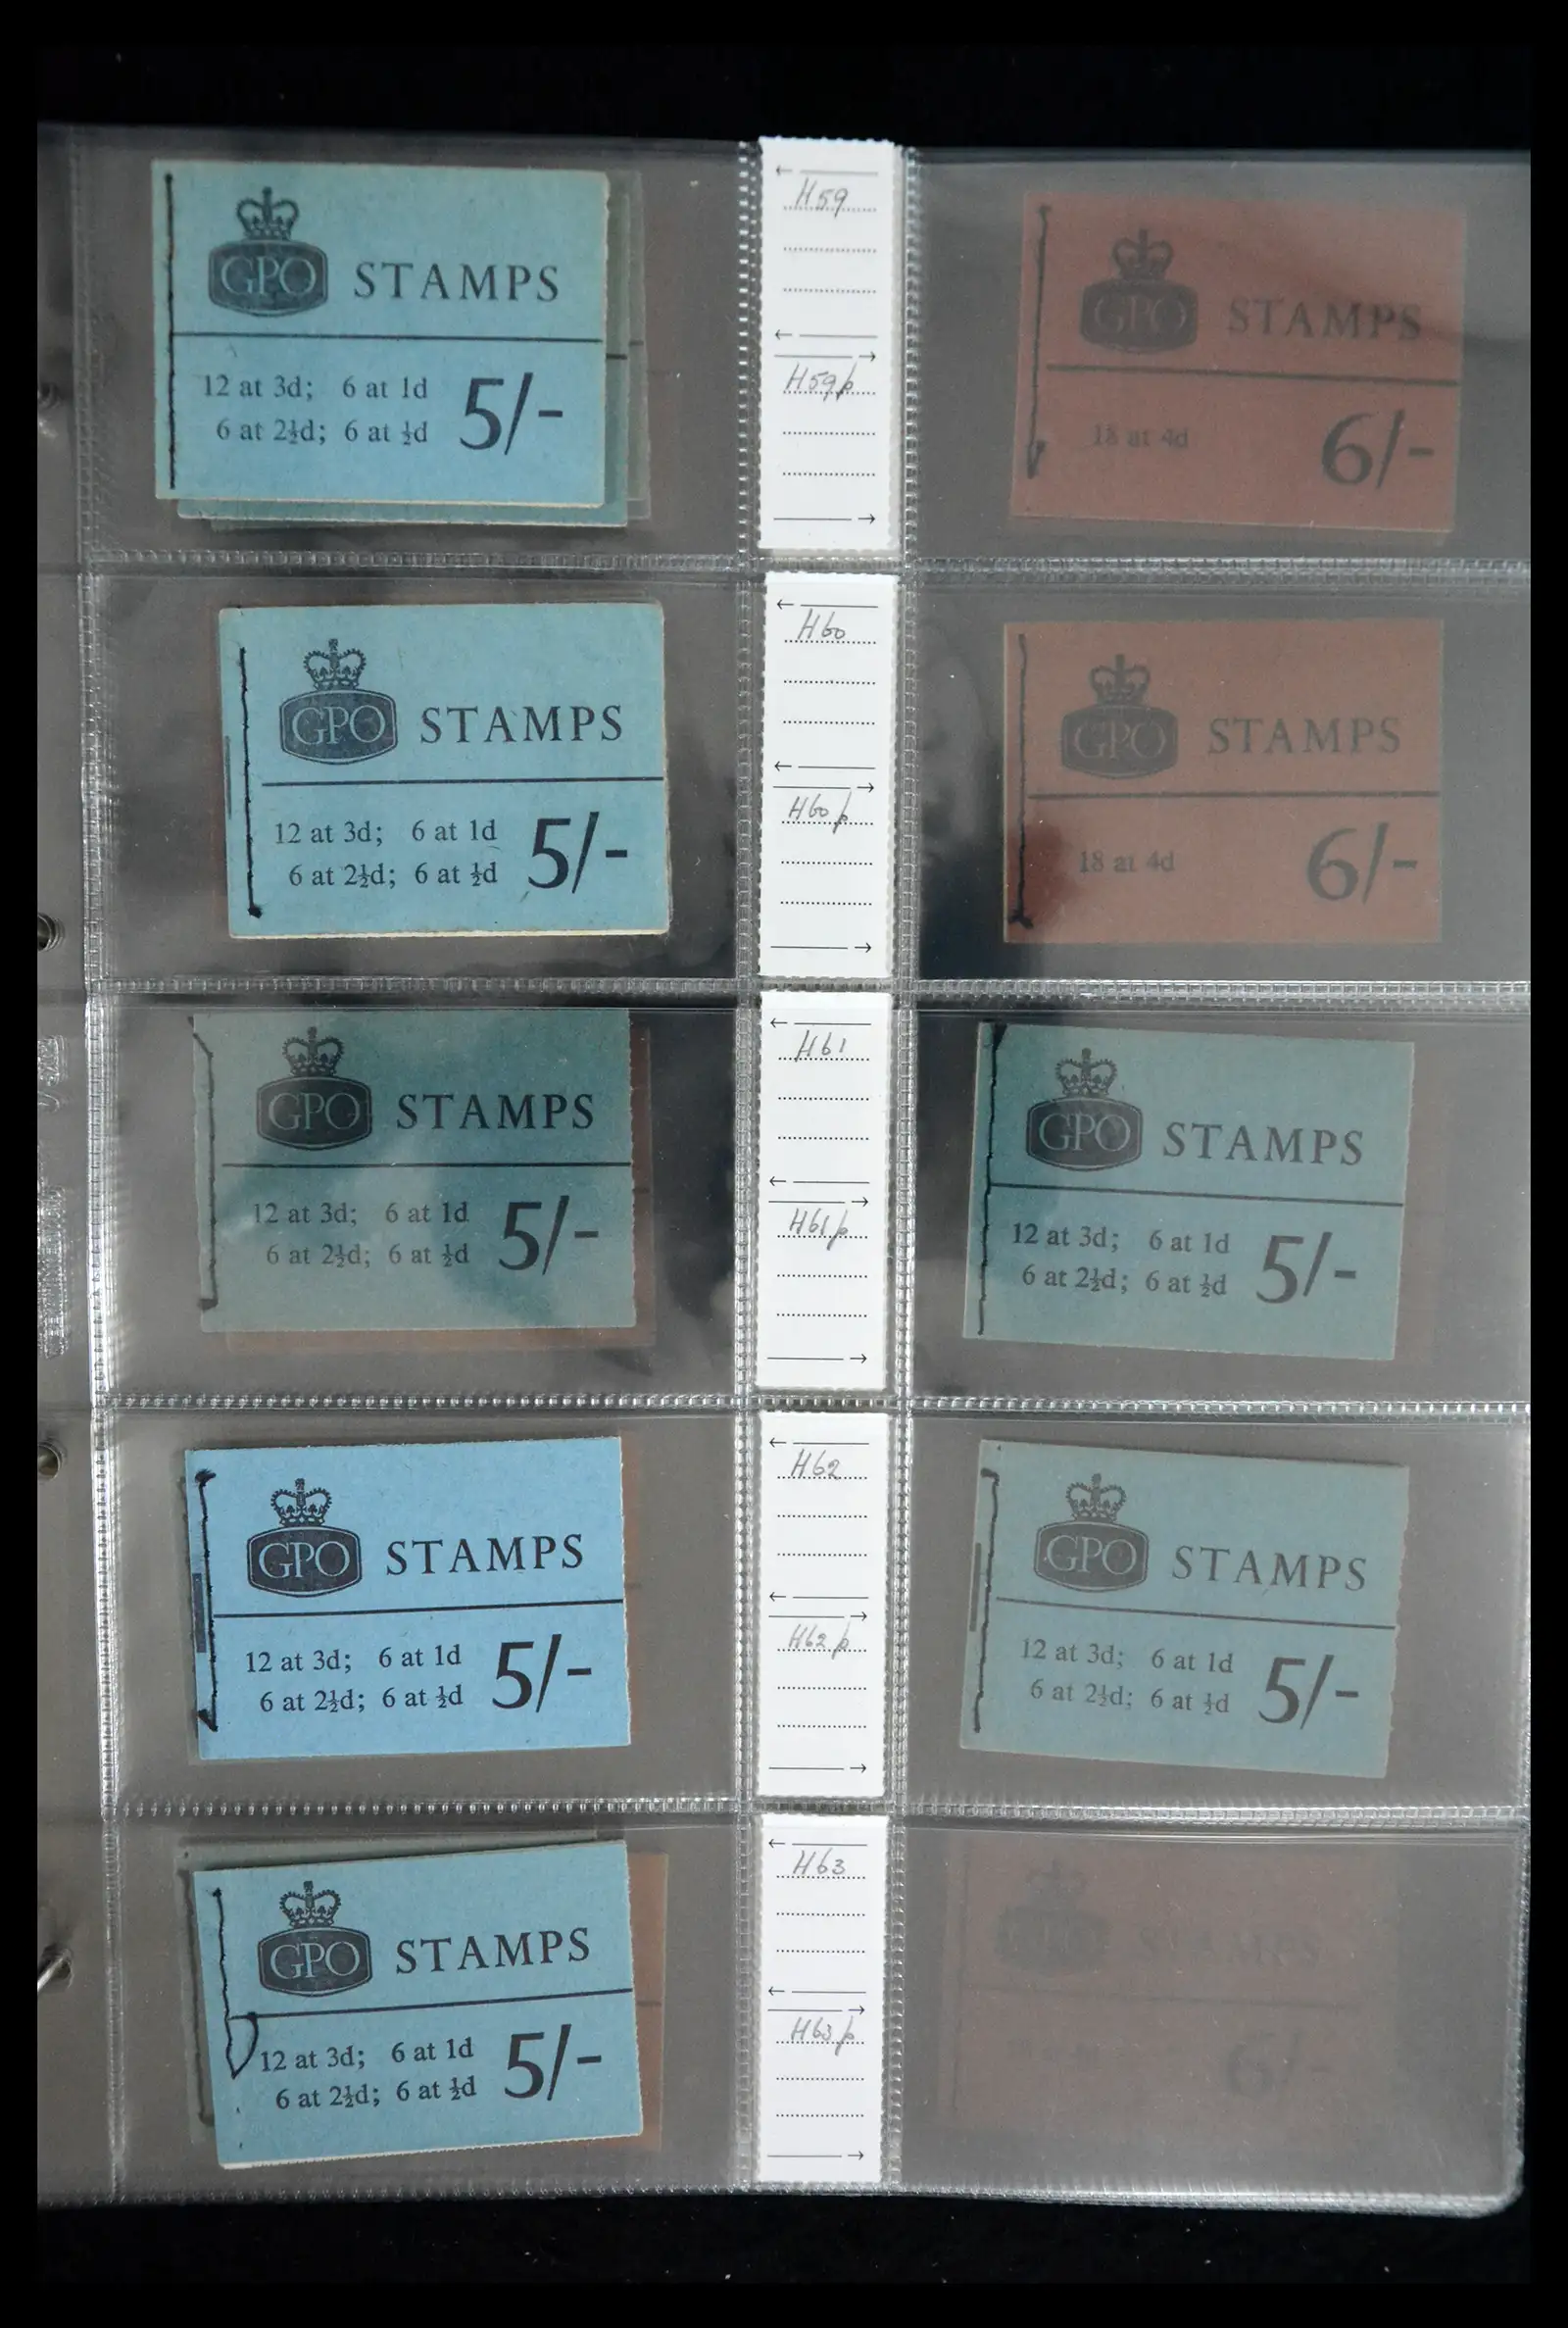 GPO STAMPS
12 at 3d; 6 at 1d
6 at 2½d; 6 at ½d 5/-
H59
H59p
GPO STAMPS
18 at 4d 6/-
GPO STAMPS
12 at 3d; 6 at 1d
6 at 2½d; 6 at ½d 5/-
H60
H60p
GPO STAMPS
18 at 4d 6/-
GPO STAMPS
12 at 3d; 6 at 1d
6 at 2½d; 6 at ½d 5/-
H61
H61p
GPO STAMPS
12 at 3d; 6 at 1d
6 at 2½d; 6 at ½d 5/-
GPO STAMPS
12 at 3d; 6 at 1d
6 at 2½d; 6 at ½d 5/-
H62
H62p
GPO STAMPS
12 at 3d; 6 at 1d
6 at 2½d; 6 at ½d 5/-
GPO STAMPS
12 at 3d; 6 at 1d
6 at 2½d; 6 at ½d 5/-
H63
H63p
GPO STAMPS
6/-